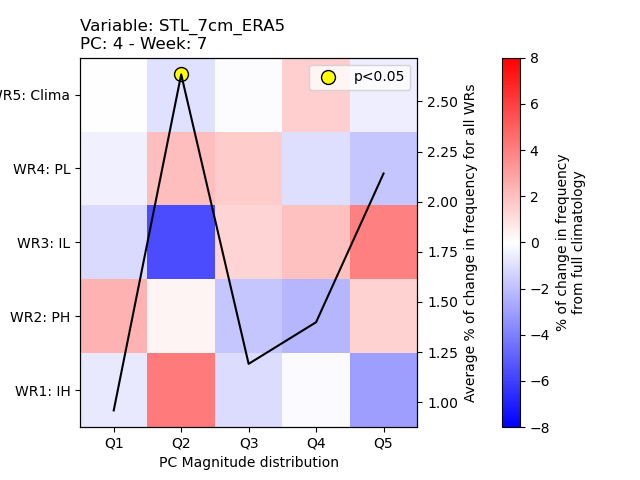 Variable: STL_7cm_ERA5
PC: 4 - Week: 7
WR5: Clima
WR4: PL
WR3: IL
WR2: PH
WR1: IH
p<0.05
2.50
2.25
2.00
1.75
1.50
1.25
1.00
Average % of change in frequency for all WRs
8
6
4
2
0
−2
−4
−6
−8
% of change in frequency
from full climatology
Q1 Q2 Q3 Q4 Q5
PC Magnitude distribution